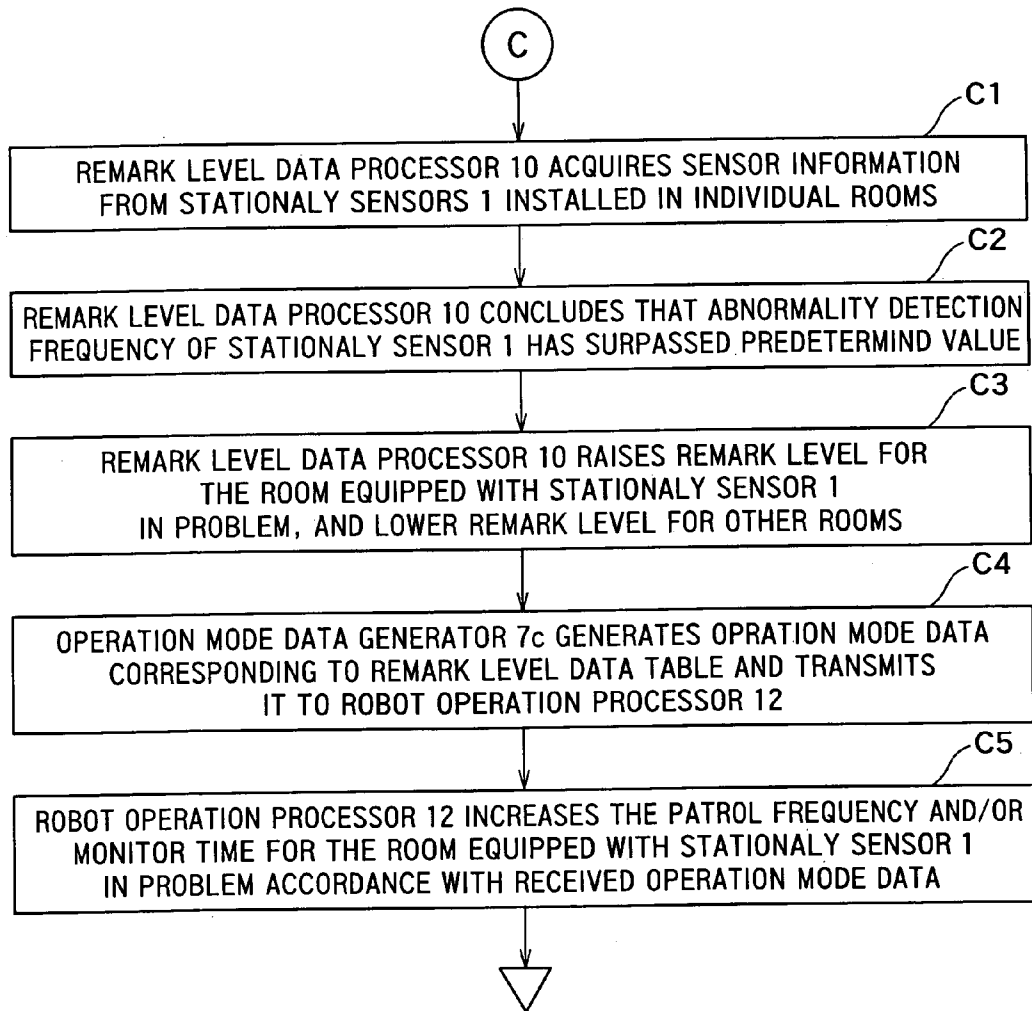 C
C1
REMARK LEVEL DATA PROCESSOR 10 ACQUIRES SENSOR INFORMATION
FROM STATIONALY SENSORS 1 INSTALLED IN INDIVIDUAL ROOMS
C2
REMARK LEVEL DATA PROCESSOR 10 CONCLUDES THAT ABNORMALITY DETECTION
FREQUENCY OF STATIONALY SENSOR 1 HAS SURPASSED PREDETERMIND VALUE
C3
REMARK LEVEL DATA PROCESSOR 10 RAISES REMARK LEVEL FOR
THE ROOM EQUIPPED WITH STATIONALY SENSOR 1
IN PROBLEM, AND LOWER REMARK LEVEL FOR OTHER ROOMS
C4
OPERATION MODE DATA GENERATOR 7c GENERATES OPRATION MODE DATA
CORRESPONDING TO REMARK LEVEL DATA TABLE AND TRANSMITS
IT TO ROBOT OPERATION PROCESSOR 12
C5
ROBOT OPERATION PROCESSOR 12 INCREASES THE PATROL FREQUENCY AND/OR
MONITOR TIME FOR THE ROOM EQUIPPED WITH STATIONALY SENSOR 1
IN PROBLEM ACCORDANCE WITH RECEIVED OPERATION MODE DATA